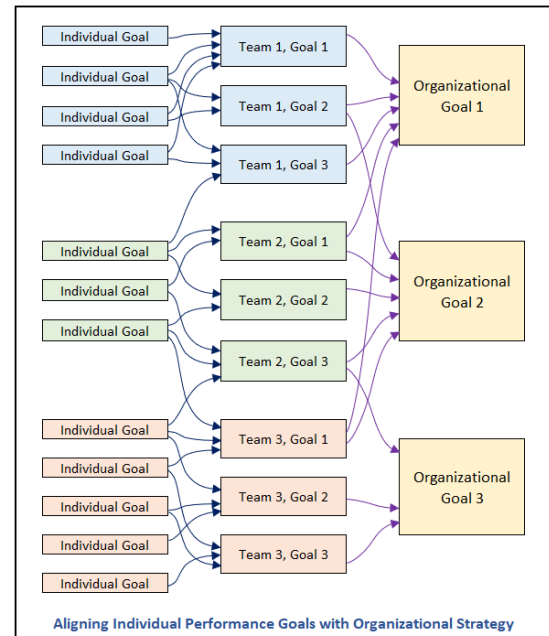 Individual Goal
Individual Goal
Individual Goal
Individual Goal
Individual Goal
Individual Goal
Individual Goal
Individual Goal
Individual Goal
Individual Goal
Individual Goal
Individual Goal
Team 1, Goal 1
Team 1, Goal 2
Team 1, Goal 3
Team 2, Goal 1
Team 2, Goal 2
Team 2, Goal 3
Team 3, Goal 1
Team 3, Goal 2
Team 3, Goal 3
Organizational
Goal 1
Organizational
Goal 2
Organizational
Goal 3
Aligning Individual Performance Goals with Organizational Strategy